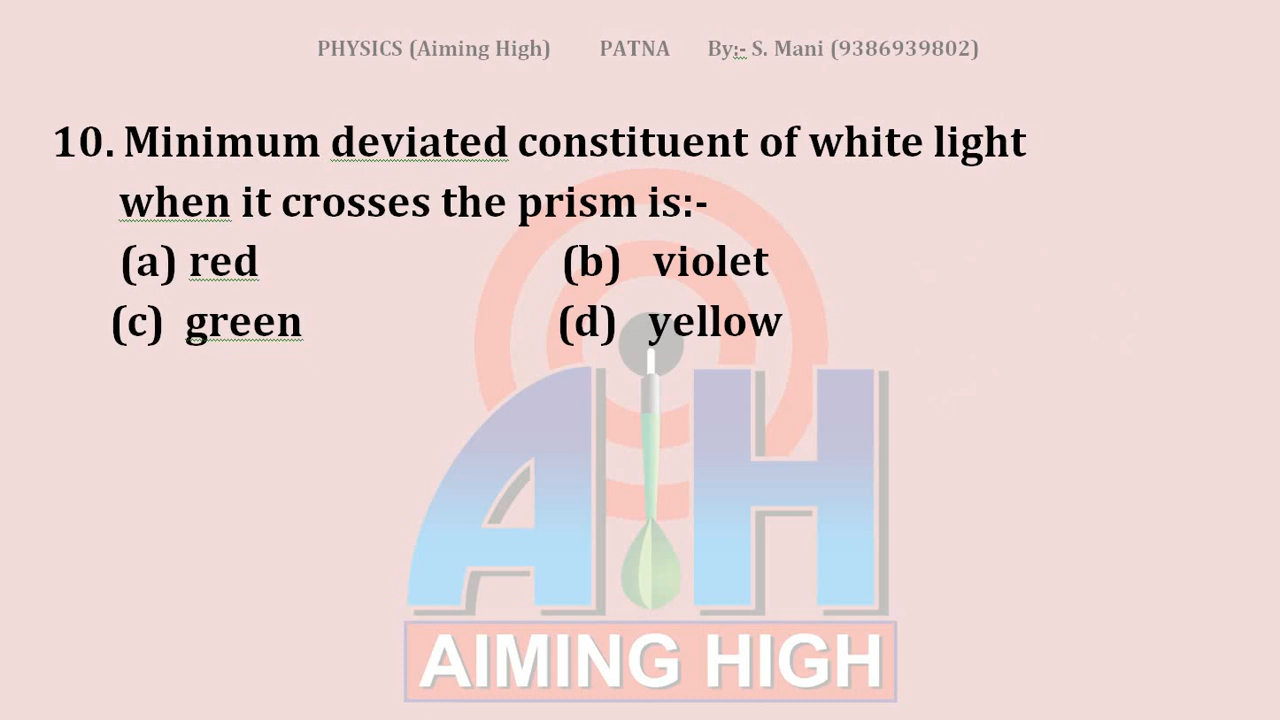 PHYSICS (Aiming High) PATNA By:- S. Mani (9386939802)
10. Minimum deviated constituent of white light
when it crosses the prism is:-
(a) red (b) violet
(c) green (d) yellow
AH
AIMING HIGH